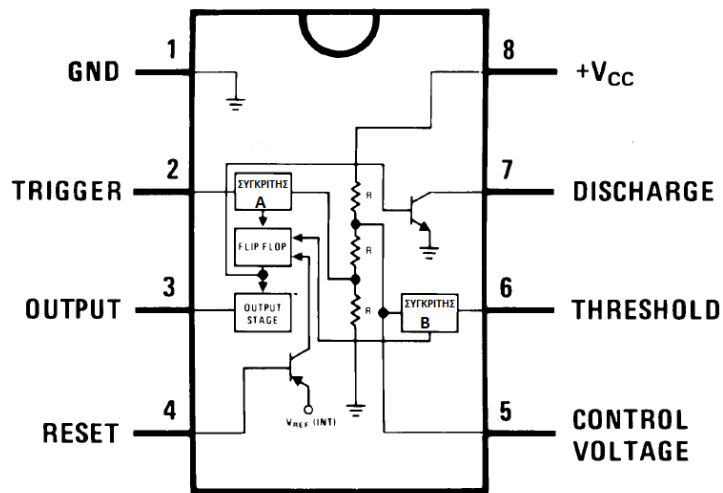 1
GND
8
+VCC
2
TRIGGER
ΣΥΓΚΡΙΤΗΣ
A
R
7
DISCHARGE
FLIP FLOP
R
3
OUTPUT
OUTPUT
STAGE
R
ΣΥΓΚΡΙΤΗΣ
B
6
THRESHOLD
4
RESET
VREF (INT)
5
CONTROL
VOLTAGE